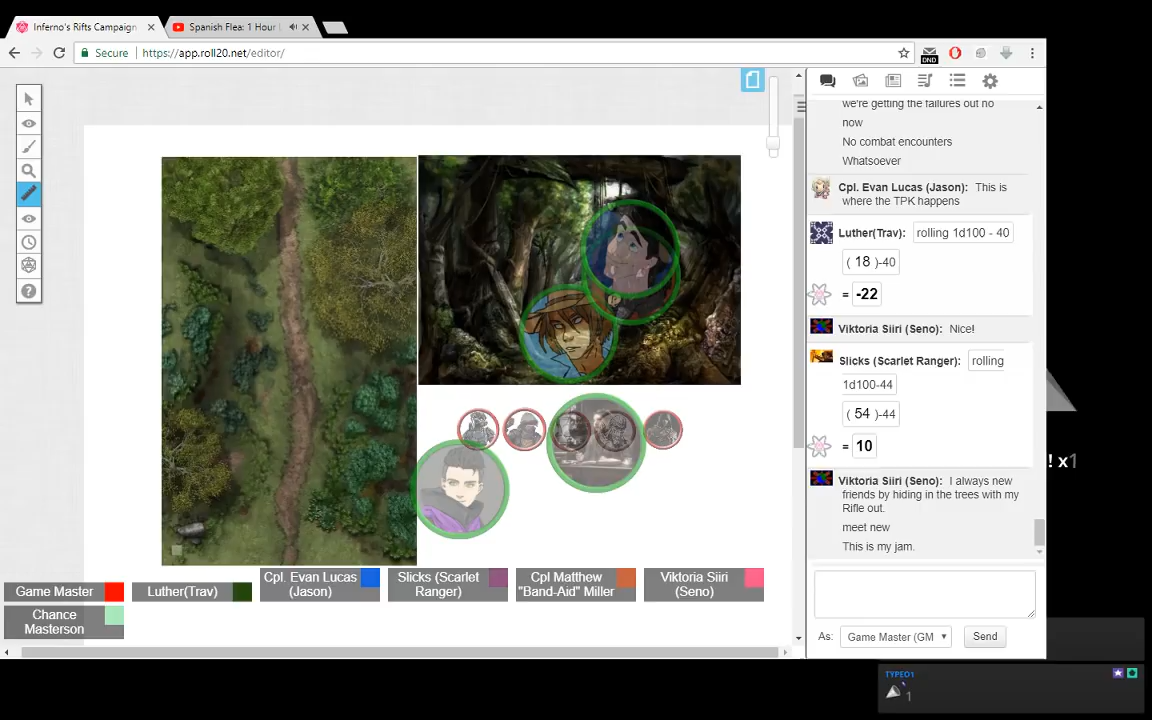 Inferno's Rifts Campaign
Spanish Flea: 1 Hour
Secure
https://app.roll20.net/editor/
DND
we're getting the failures out no
now
No combat encounters
Whatsoever
Cpl. Evan Lucas (Jason): This is
where the TPK happens
Luther(Trav): rolling 1d100 - 40
( 18 )-40
= -22
Viktoria Siiri (Seno): Nice!
Slicks (Scarlet Ranger): rolling
1d100-44
( 54 )-44
= 10
! x1
Viktoria Siiri (Seno): I always new
friends by hiding in the trees with my
Rifle out.
meet new
This is my jam.
Game Master
Luther(Trav)
Cpl. Evan Lucas
(Jason)
Slicks (Scarlet
Ranger)
Cpl Matthew
"Band-Aid" Miller
Viktoria Siiri
(Seno)
Chance
Masterson
As:
Game Master (GM
Send
TYPEO1
1